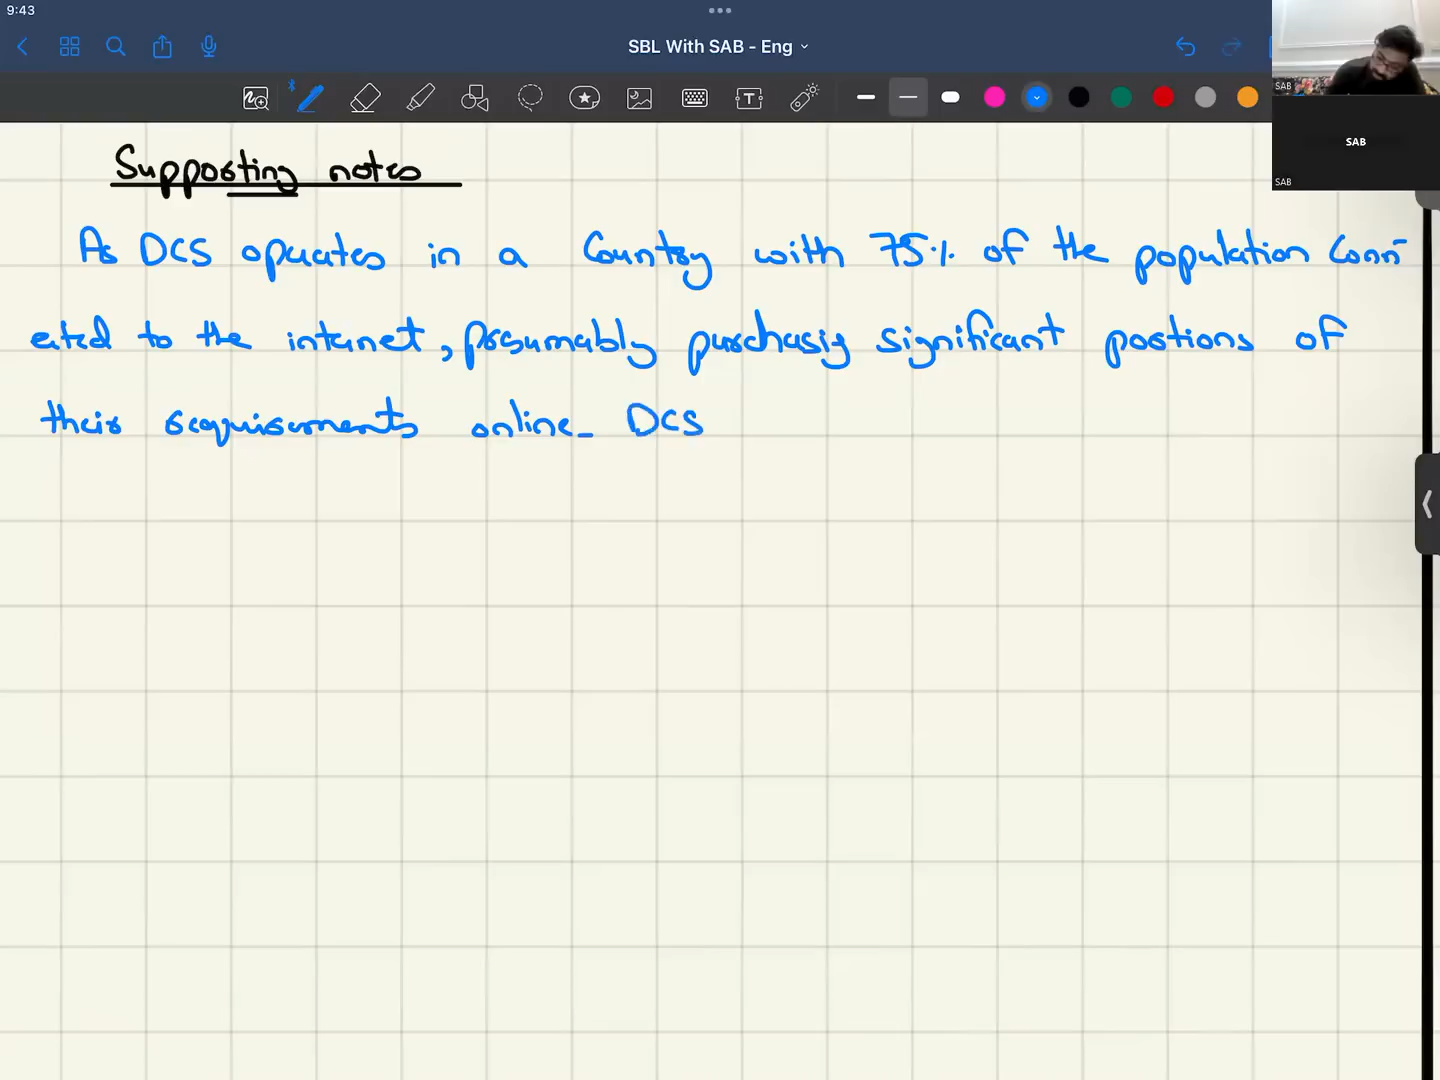 9:43
SBL With SAB - Eng
SAB
SAB
SAB
Supporting notes
As DCS operates in a Country with 75% of the population Conn-
ected to the internet, presumably purchasing significant portions of
their requirements online. DCS